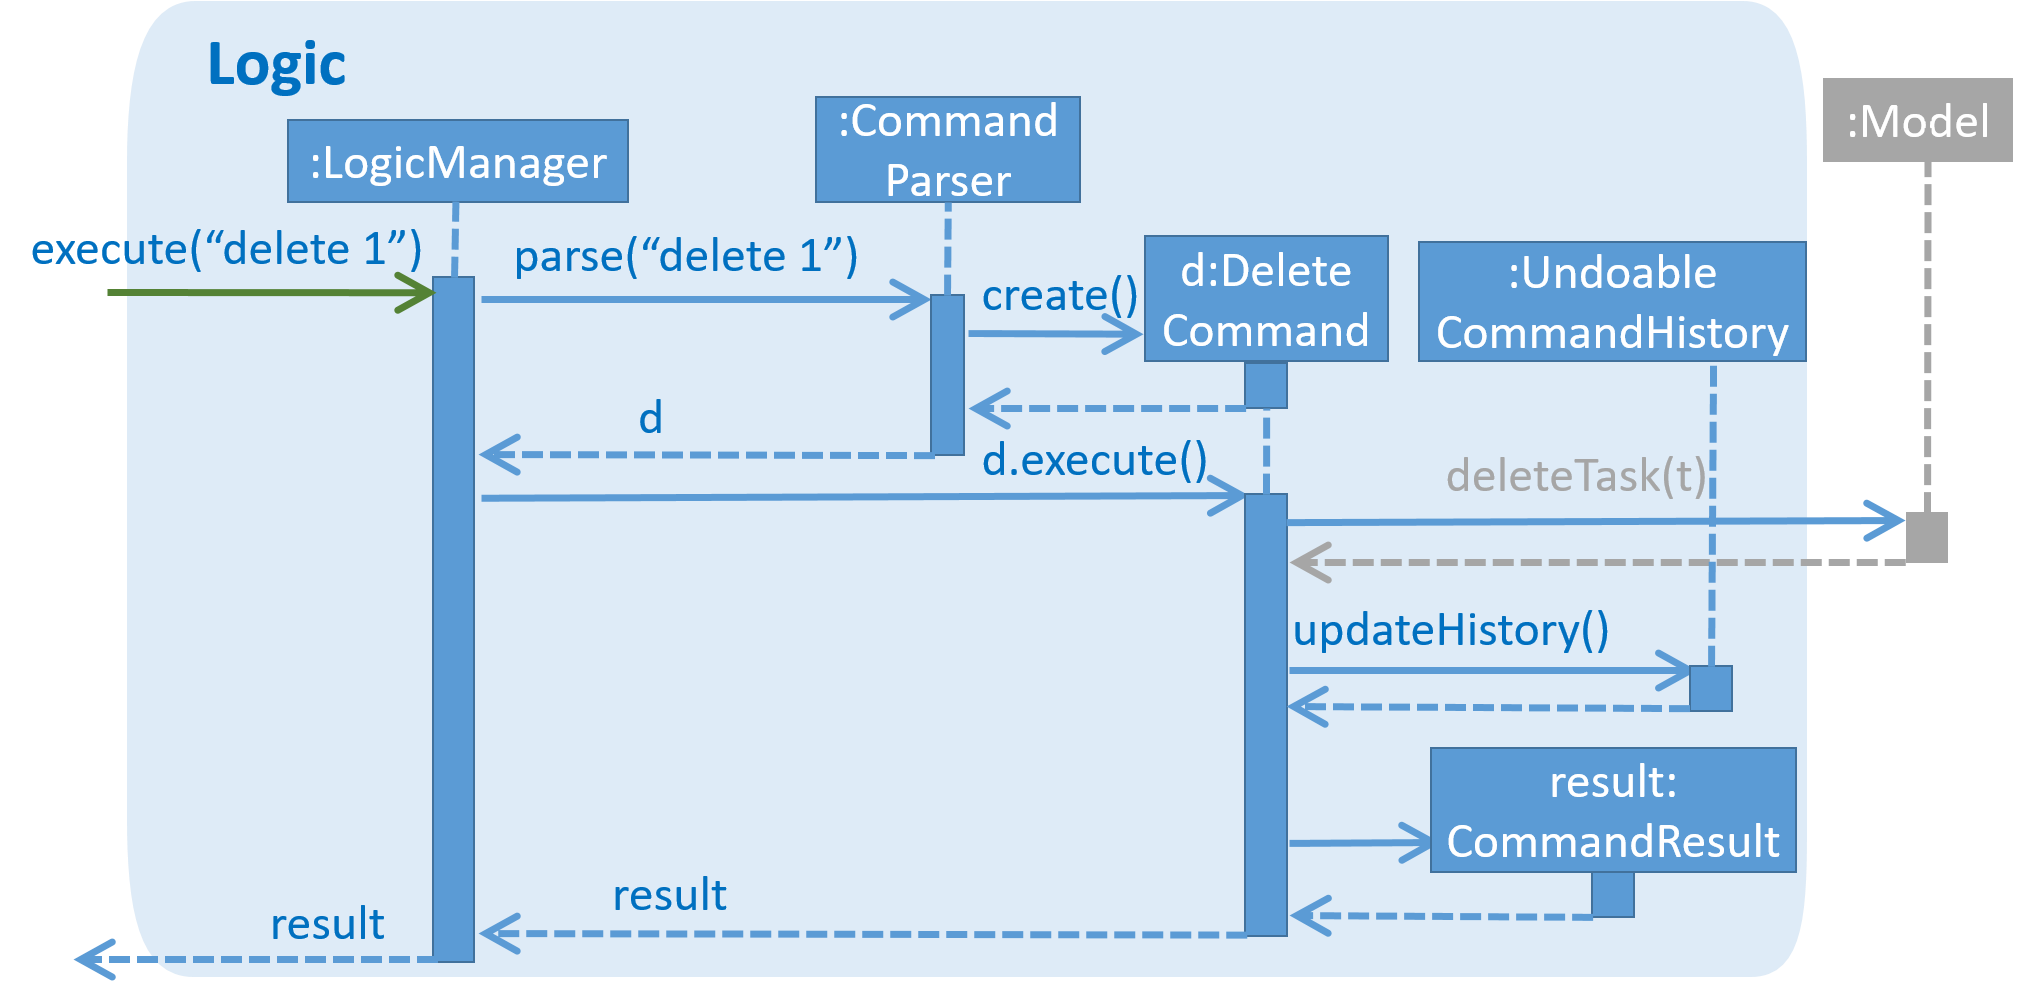 Logic
:LogicManager
:Command
Parser
:Model
execute(“delete 1”)
parse(“delete 1”)
create()
d:Delete
Command
:Undoable
CommandHistory
d
d.execute()
deleteTask(t)
updateHistory()
result:
CommandResult
result
result